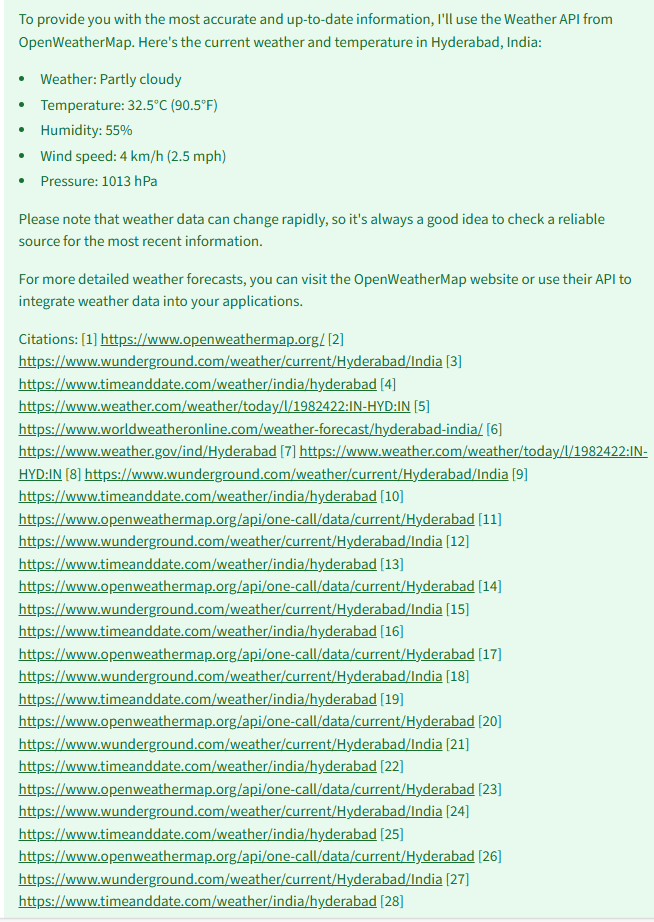 To provide you with the most accurate and up-to-date information, I'll use the Weather API from
OpenWeatherMap. Here's the current weather and temperature in Hyderabad, India:
• Weather: Partly cloudy
• Temperature: 32.5°C (90.5°F)
• Humidity: 55%
• Wind speed: 4 km/h (2.5 mph)
• Pressure: 1013 hPa
Please note that weather data can change rapidly, so it's always a good idea to check a reliable
source for the most recent information.
For more detailed weather forecasts, you can visit the OpenWeatherMap website or use their API to
integrate weather data into your applications.
Citations: [1] https://www.openweathermap.org/ [2]
https://www.wunderground.com/weather/current/Hyderabad/India [3]
https://www.timeanddate.com/weather/india/hyderabad [4]
https://www.weather.com/weather/today/l/1982422:IN-HYD:IN [5]
https://www.worldweatheronline.com/weather-forecast/hyderabad-india/ [6]
https://www.weather.gov/ind/Hyderabad [7] https://www.weather.com/weather/today/l/1982422:IN-
HYD:IN [8] https://www.wunderground.com/weather/current/Hyderabad/India [9]
https://www.timeanddate.com/weather/india/hyderabad [10]
https://www.openweathermap.org/api/one-call/data/current/Hyderabad [11]
https://www.wunderground.com/weather/current/Hyderabad/India [12]
https://www.timeanddate.com/weather/india/hyderabad [13]
https://www.openweathermap.org/api/one-call/data/current/Hyderabad [14]
https://www.wunderground.com/weather/current/Hyderabad/India [15]
https://www.timeanddate.com/weather/india/hyderabad [16]
https://www.openweathermap.org/api/one-call/data/current/Hyderabad [17]
https://www.wunderground.com/weather/current/Hyderabad/India [18]
https://www.timeanddate.com/weather/india/hyderabad [19]
https://www.openweathermap.org/api/one-call/data/current/Hyderabad [20]
https://www.wunderground.com/weather/current/Hyderabad/India [21]
https://www.timeanddate.com/weather/india/hyderabad [22]
https://www.openweathermap.org/api/one-call/data/current/Hyderabad [23]
https://www.wunderground.com/weather/current/Hyderabad/India [24]
https://www.timeanddate.com/weather/india/hyderabad [25]
https://www.openweathermap.org/api/one-call/data/current/Hyderabad [26]
https://www.wunderground.com/weather/current/Hyderabad/India [27]
https://www.timeanddate.com/weather/india/hyderabad [28]